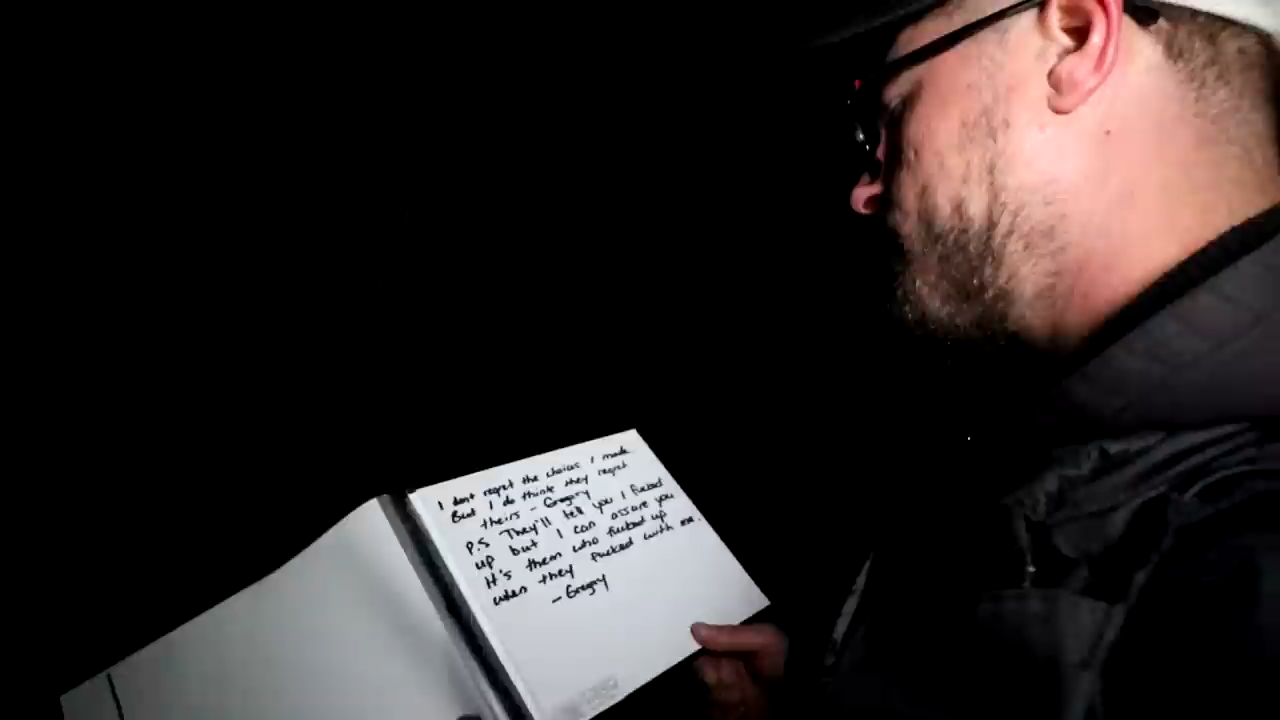 I dont regret the choices I made
But I do think they regret
theirs - Gregory
P.S They'll tell you I fucked
up but I can assure you
It's them who fucked up
when they fucked with me.
- Gregory